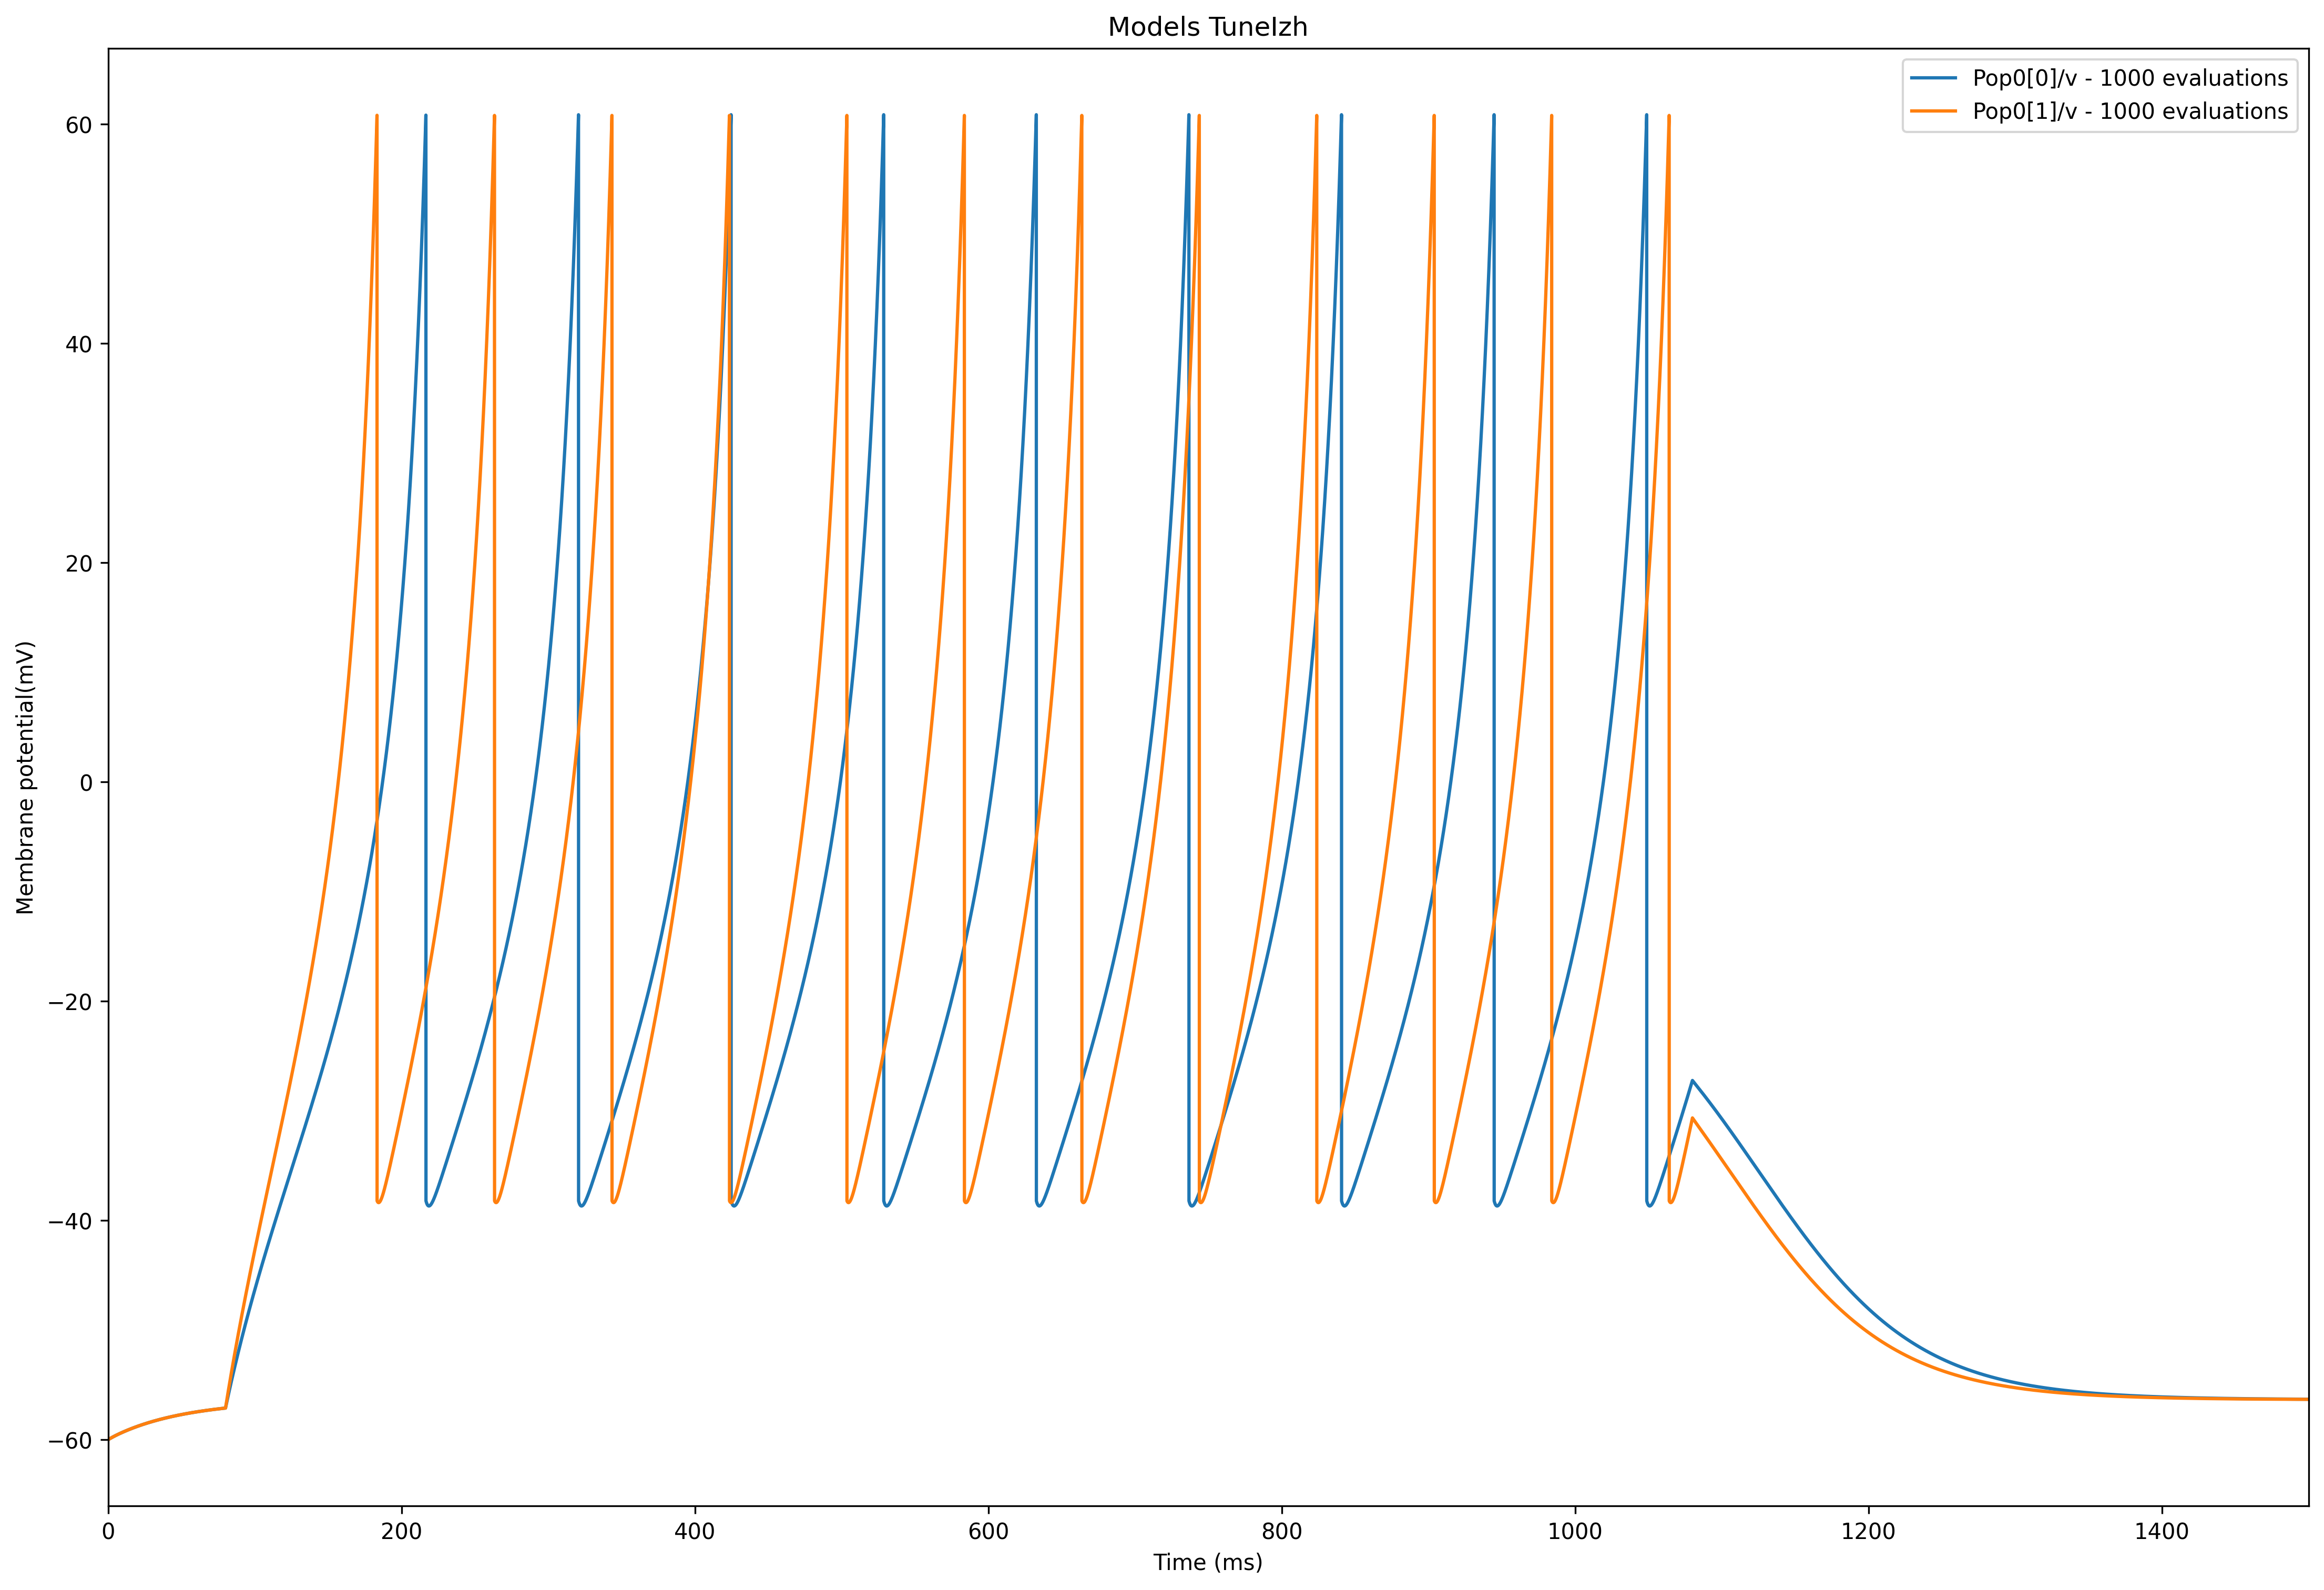 Models TuneIzh
Pop0[0]/v - 1000 evaluations
Pop0[1]/v - 1000 evaluations
Membrane potential(mV)
60
40
20
0
−20
−40
−60
0 200 400 600 800 1000 1200 1400
Time (ms)